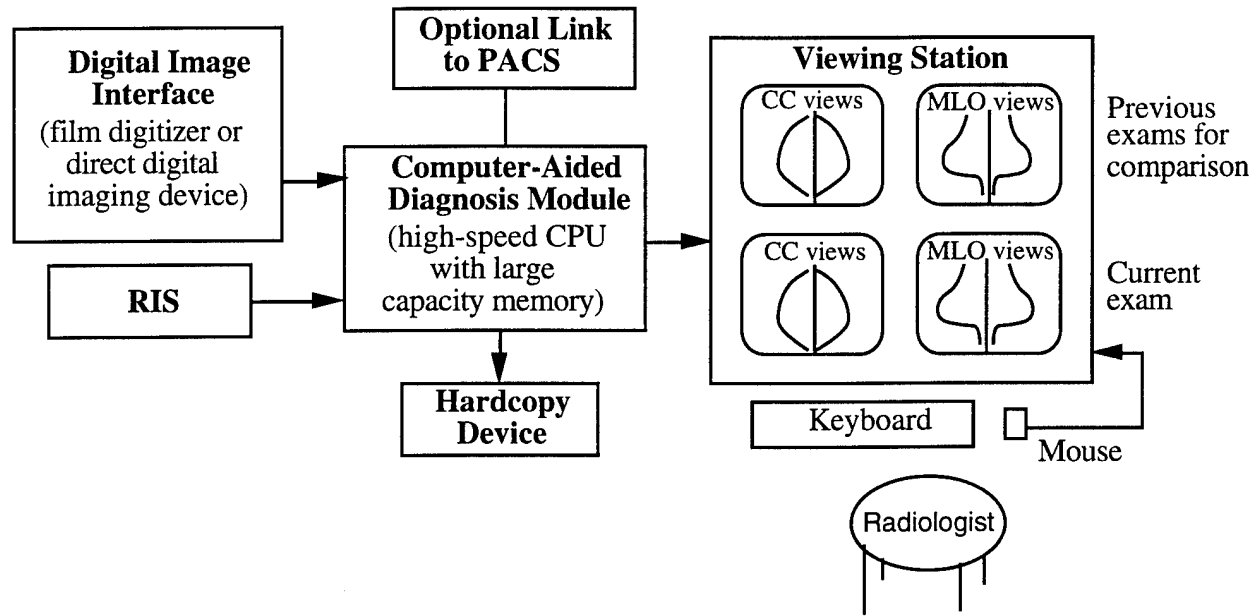 Digital Image
Interface
(film digitizer or
direct digital
imaging device)
RIS
Optional Link
to PACS
Computer-Aided
Diagnosis Module
(high-speed CPU
with large
capacity memory)
Hardcopy
Device
Viewing Station
CC views
MLO views
Previous
exams for
comparison
CC views
MLO views
Current
exam
Keyboard
Mouse
Radiologist